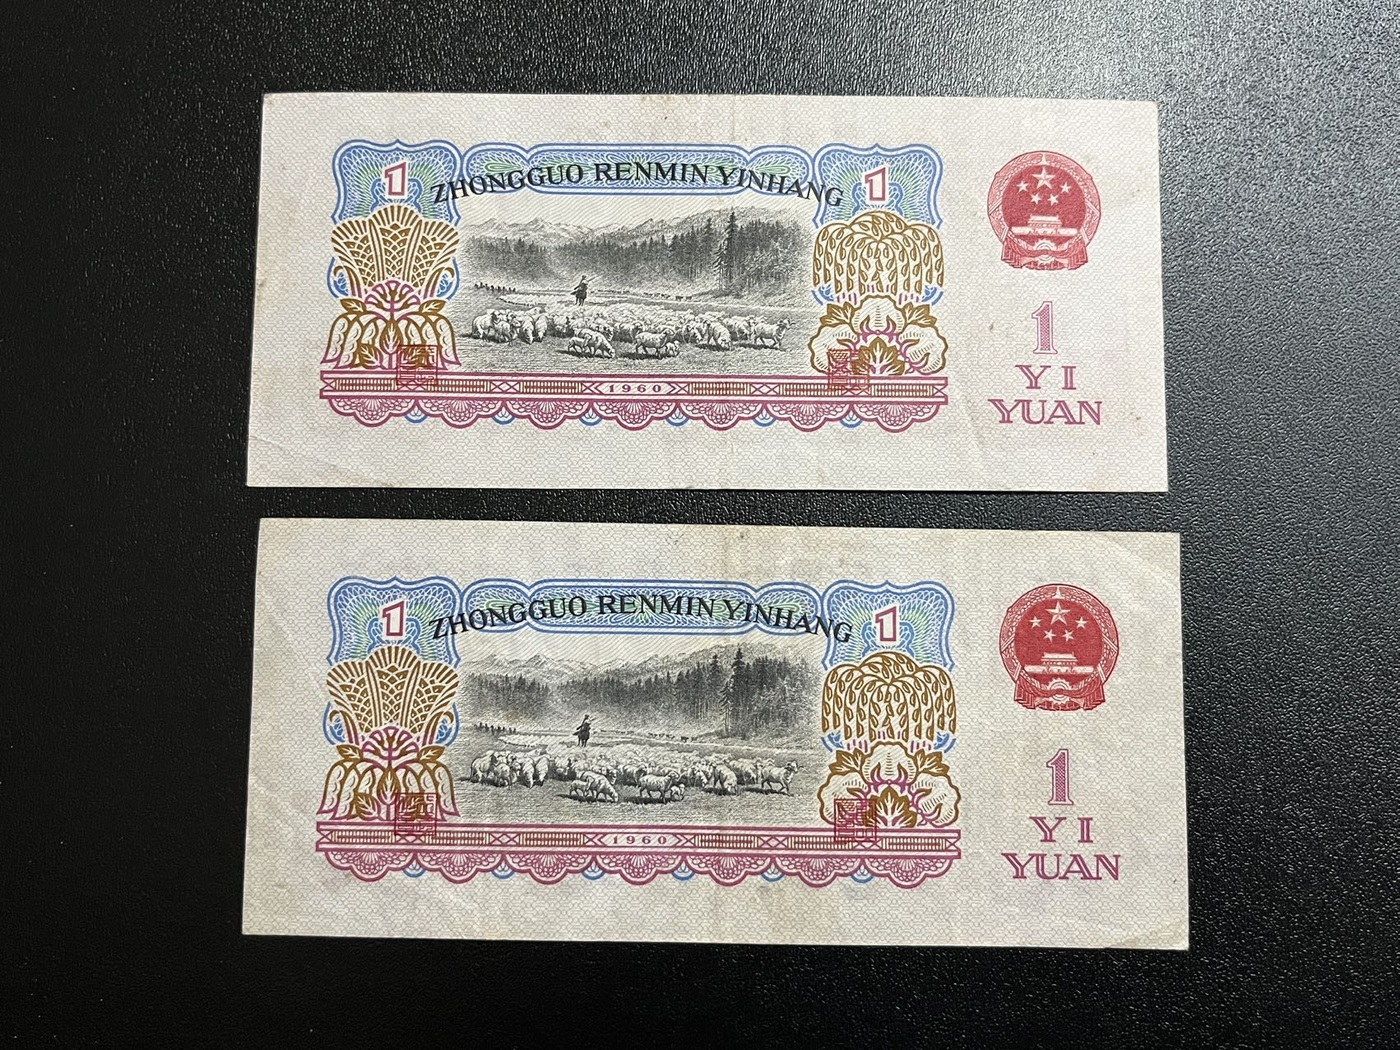 1 ZHONGGUO RENMIN YINHANG 1
1
YI
YUAN
1960
1 ZHONGGUO RENMIN YINHANG 1
1
YI
YUAN
1960